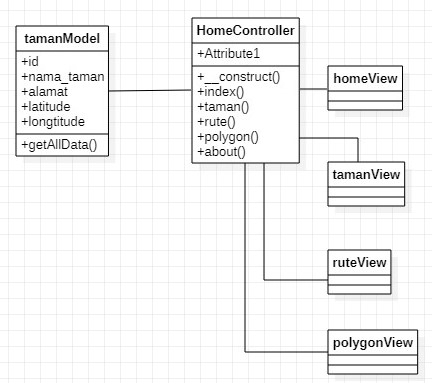 tamanModel
+id
+nama_taman
+alamat
+latitude
+longtitude
+getAllData()
HomeController
+Attribute1
+__construct()
+index()
+taman()
+rute()
+polygon()
+about()
homeView
tamanView
ruteView
polygonView